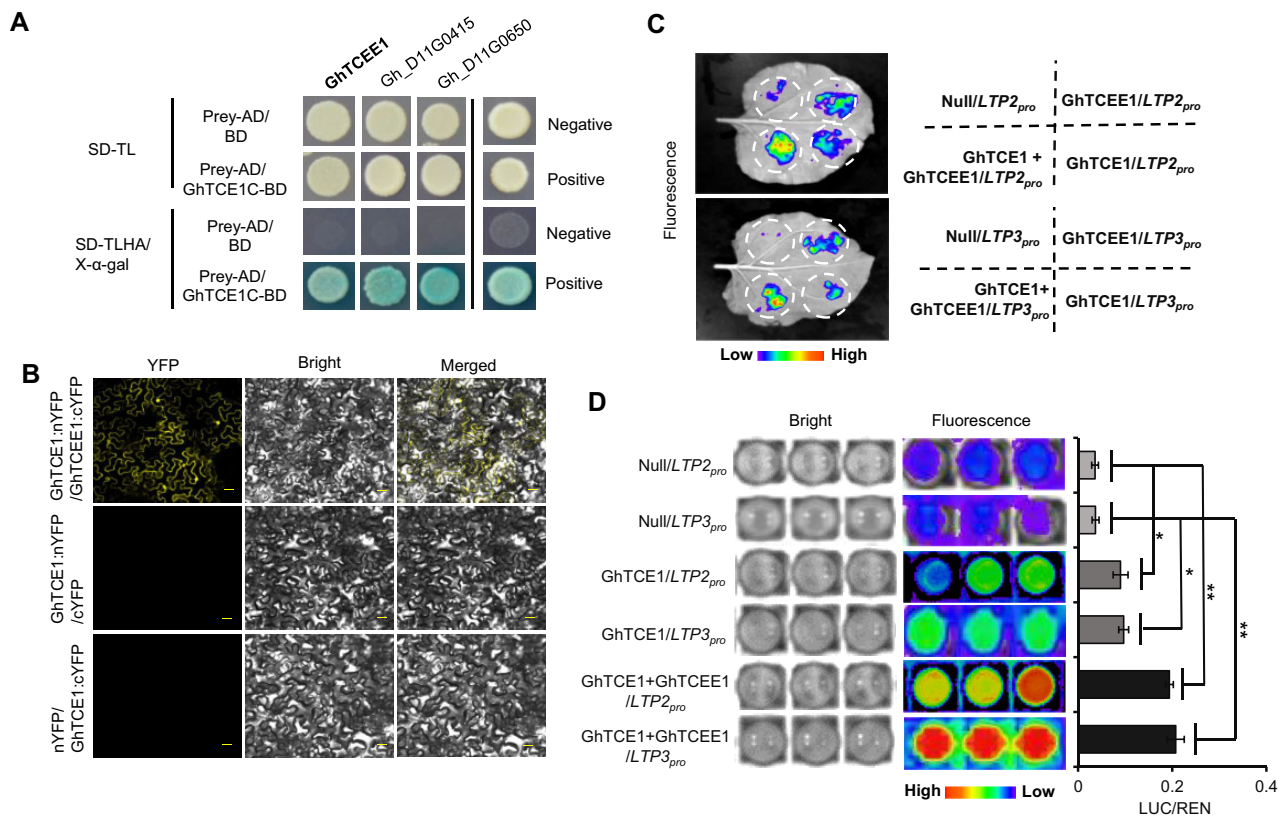 A
GhTCEE1
Gh_D11G0415
Gh_D11G0650
SD-TL
Prey-AD/
BD
Negative
Prey-AD/
GhTCE1C-BD
Positive
SD-TLHA/
X-α-gal
Prey-AD/
BD
Negative
Prey-AD/
GhTCE1C-BD
Positive
B
YFP
Bright
Merged
GhTCE1:nYFP
/GhTCEE1:cYFP
GhTCE1:nYFP
/cYFP
nYFP/
GhTCE1:cYFP
C
Fluorescence
Null/LTP2pro
GhTCEE1/LTP2pro
GhTCE1 +
GhTCEE1/LTP2pro
GhTCE1/LTP2pro
Null/LTP3pro
GhTCEE1/LTP3pro
GhTCE1+
GhTCEE1/LTP3pro
GhTCE1/LTP3pro
Low
High
D
Bright
Fluorescence
Null/LTP2pro
Null/LTP3pro
GhTCE1/LTP2pro
GhTCE1/LTP3pro
GhTCE1+GhTCEE1
/LTP2pro
GhTCE1+GhTCEE1
/LTP3pro
High
Low
*
*
**
**
0
0.2
0.4
LUC/REN